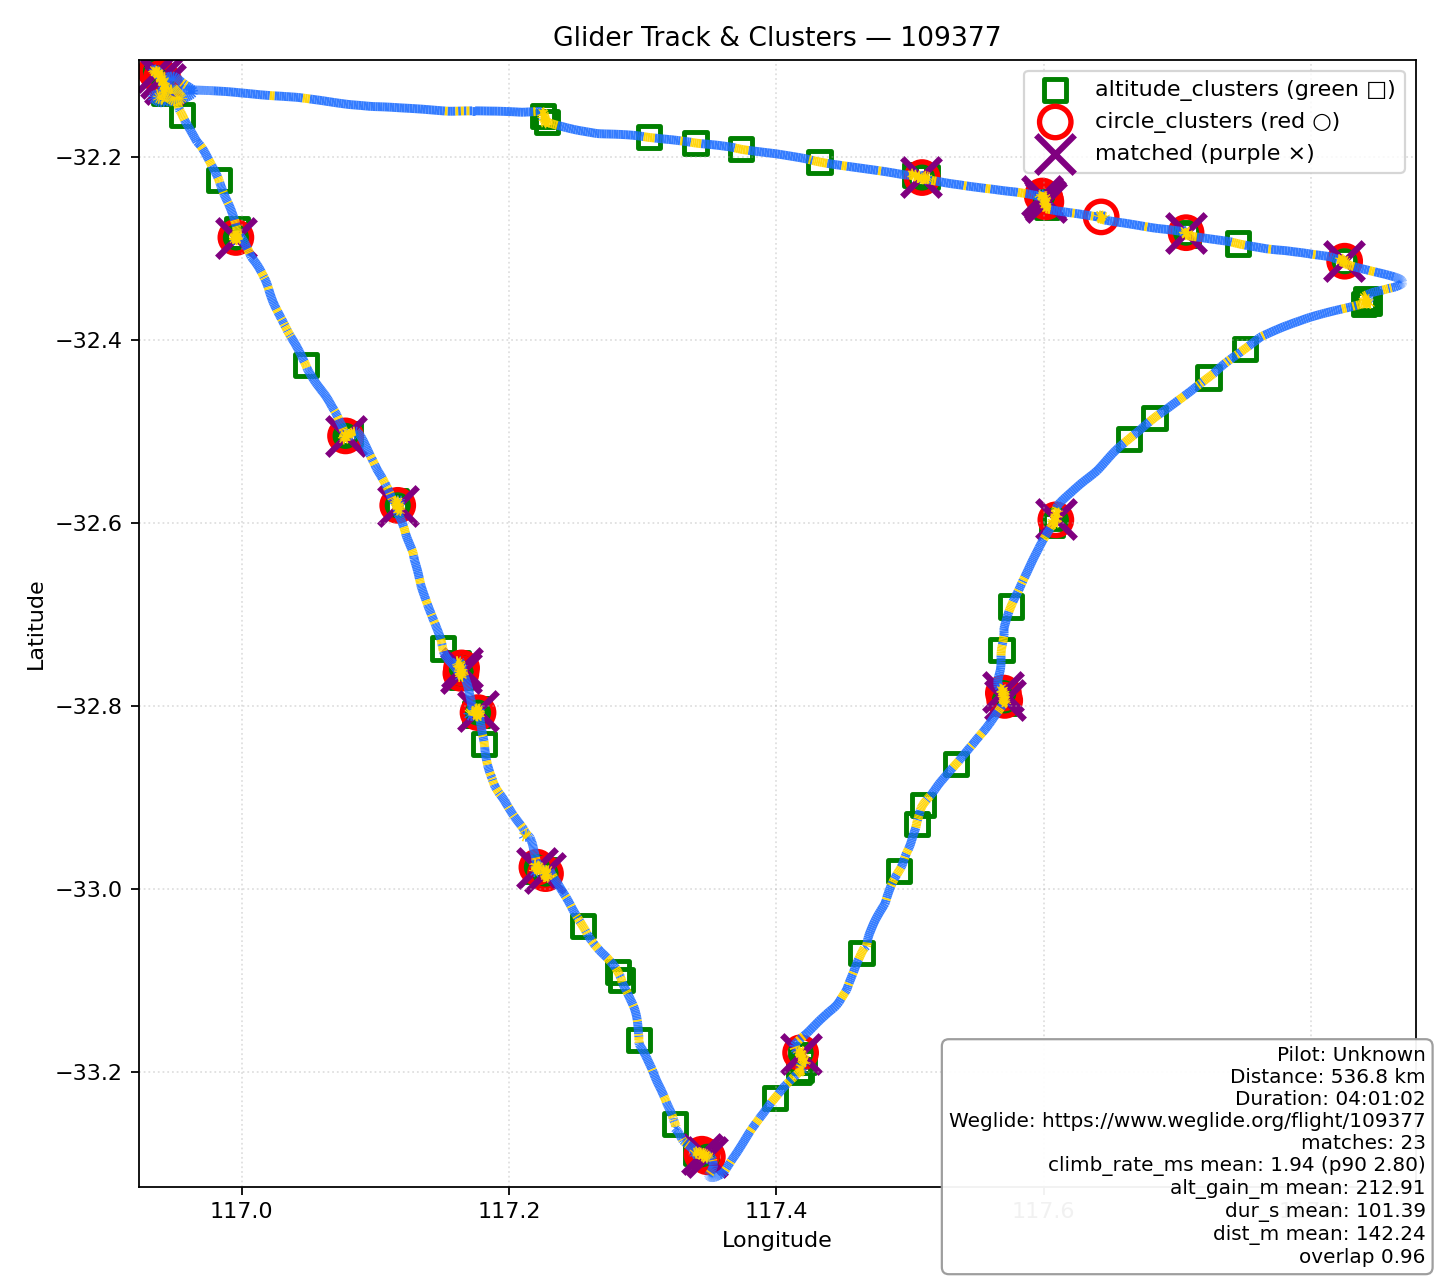 Glider Track & Clusters — 109377
altitude_clusters (green □)
circle_clusters (red ○)
matched (purple ×)
−32.2
−32.4
−32.6
−32.8
−33.0
−33.2
Latitude
117.0
117.2
117.4
117.6
Longitude
Pilot: Unknown
Distance: 536.8 km
Duration: 04:01:02
Weglide: https://www.weglide.org/flight/109377
matches: 23
climb_rate_ms mean: 1.94 (p90 2.80)
alt_gain_m mean: 212.91
dur_s mean: 101.39
dist_m mean: 142.24
overlap 0.96